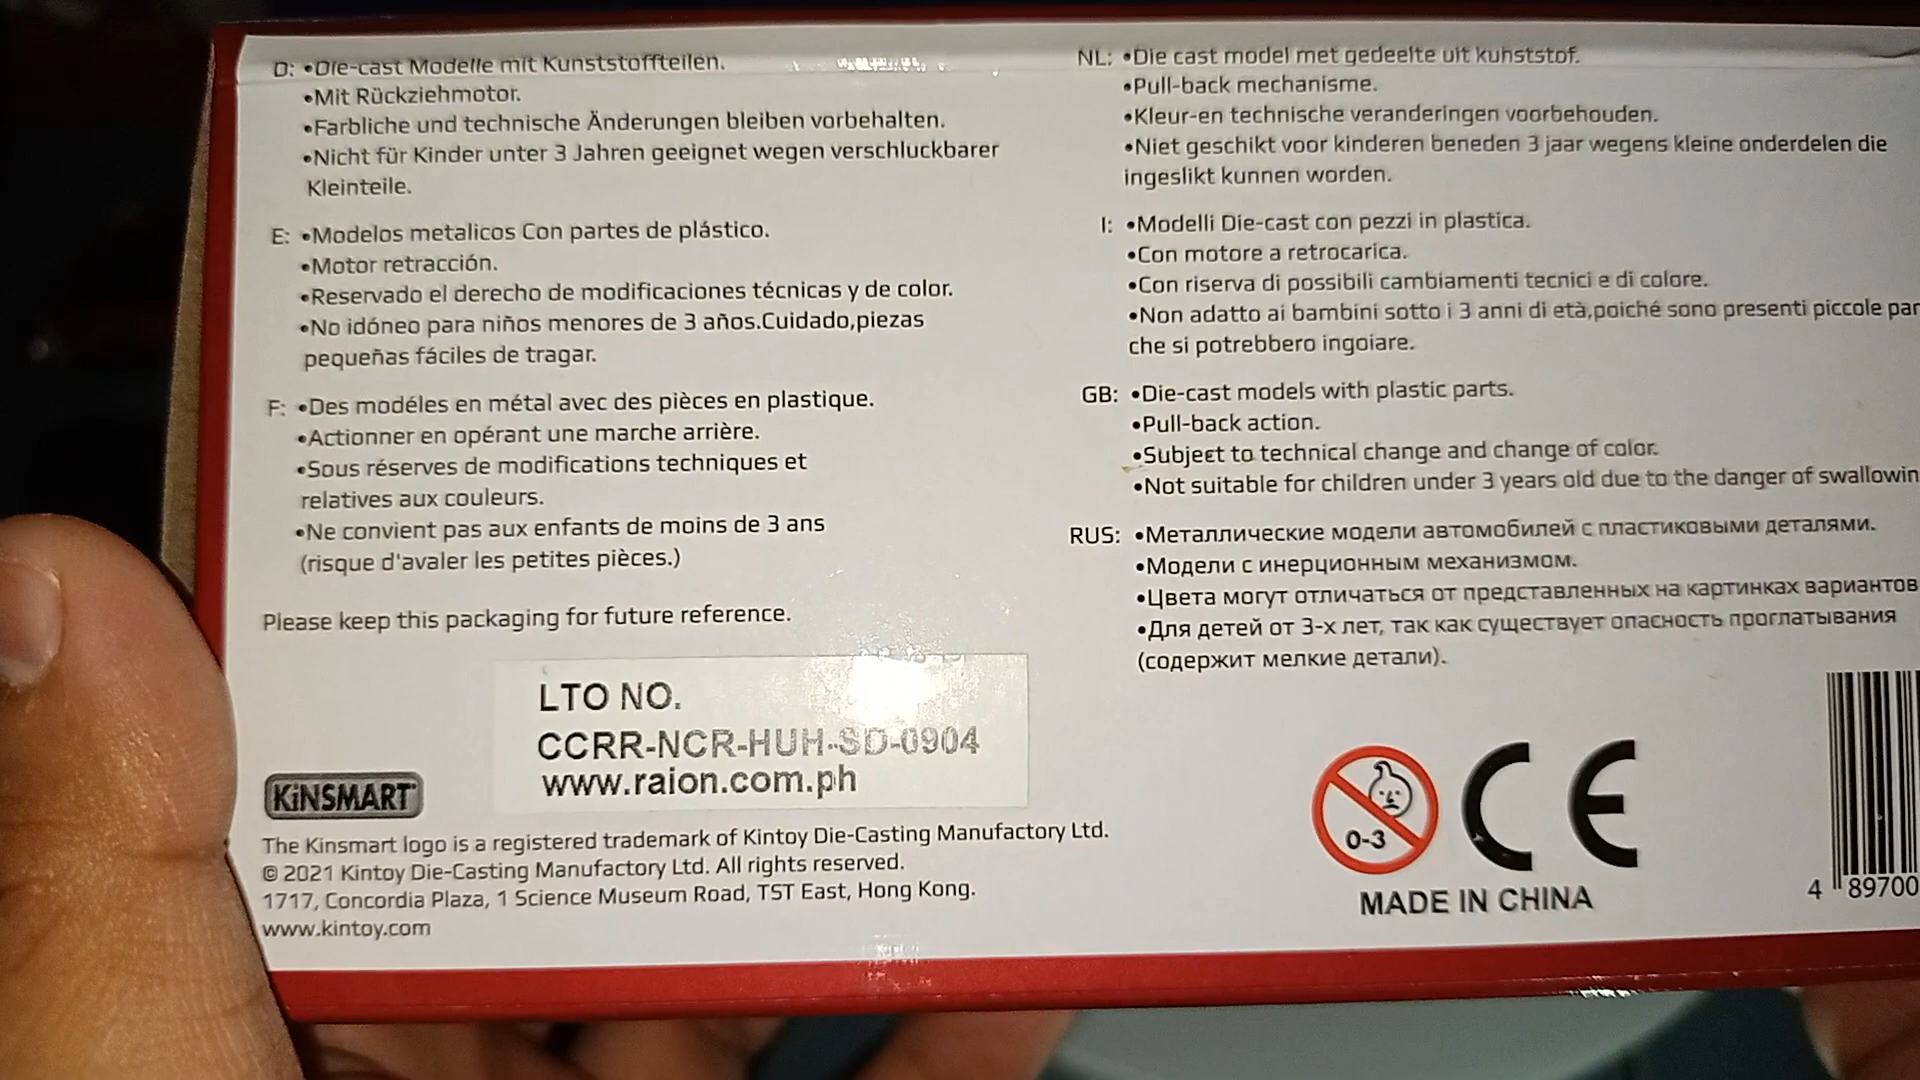 D: •Die-cast Modelle mit Kunststoffteilen.
•Mit Rückziehmotor.
•Farbliche und technische Änderungen bleiben vorbehalten.
•Nicht für Kinder unter 3 Jahren geeignet wegen verschluckbarer
Kleinteile.
E: •Modelos metalicos Con partes de plástico.
•Motor retracción.
•Reservado el derecho de modificaciones técnicas y de color.
•No idóneo para niños menores de 3 años.Cuidado,piezas
pequeñas fáciles de tragar.
F: •Des modéles en métal avec des pièces en plastique.
•Actionner en opérant une marche arrière.
•Sous réserves de modifications techniques et
relatives aux couleurs.
•Ne convient pas aux enfants de moins de 3 ans
(risque d'avaler les petites pièces.)
Please keep this packaging for future reference.
LTO NO.
CCRR-NCR-HUH-SD-0904
www.raion.com.ph
KiNSMART
The Kinsmart logo is a registered trademark of Kintoy Die-Casting Manufactory Ltd.
© 2021 Kintoy Die-Casting Manufactory Ltd. All rights reserved.
1717, Concordia Plaza, 1 Science Museum Road, TST East, Hong Kong.
www.kintoy.com
NL: •Die cast model met gedeelte uit kuhststof.
•Pull-back mechanisme.
•Kleur-en technische veranderingen voorbehouden.
•Niet geschikt voor kinderen beneden 3 jaar wegens kleine onderdelen die
ingeslikt kunnen worden.
I: •Modelli Die-cast con pezzi in plastica.
•Con motore a retrocarica.
•Con riserva di possibili cambiamenti tecnici e di colore.
•Non adatto ai bambini sotto i 3 anni di età,poiché sono presenti piccole par
che si potrebbero ingoiare.
GB: •Die-cast models with plastic parts.
•Pull-back action.
•Subject to technical change and change of color.
•Not suitable for children under 3 years old due to the danger of swallowin
RUS: •Металлические модели автомобилей с пластиковыми деталями.
•Модели с инерционным механизмом.
•Цвета могут отличаться от представленных на картинках вариантов
•Для детей от 3-х лет, так как существует опасность проглатывания
(содержит мелкие детали).
0-3
CE
MADE IN CHINA
4 89700